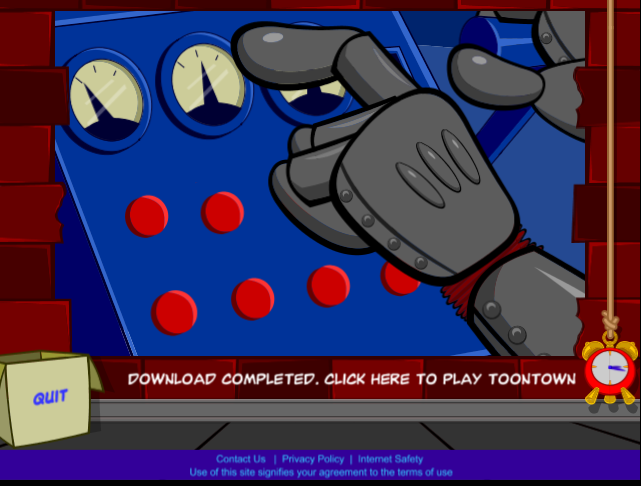 DOWNLOAD COMPLETED. CLICK HERE TO PLAY TOONTOWN
QUIT
Contact Us | Privacy Policy | Internet Safety
Use of this site signifies your agreement to the terms of use